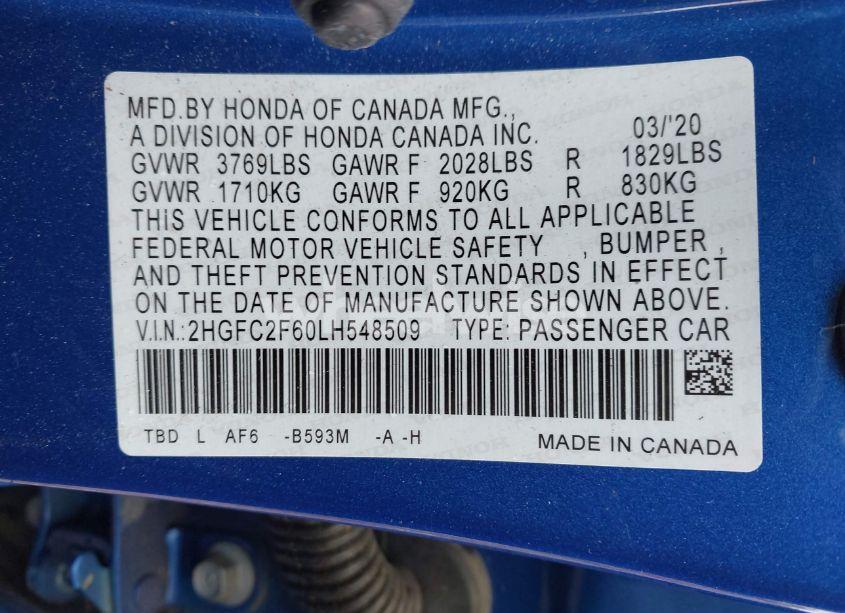 MFD.BY HONDA OF CANADA MFG.,
A DIVISION OF HONDA CANADA INC. 03/'20
GVWR 3769LBS GAWR F 2028LBS R 1829LBS
GVWR 1710KG GAWR F 920KG R 830KG
THIS VEHICLE CONFORMS TO ALL APPLICABLE
FEDERAL MOTOR VEHICLE SAFETY , BUMPER ,
AND THEFT PREVENTION STANDARDS IN EFFECT
ON THE DATE OF MANUFACTURE SHOWN ABOVE.
V.I.N.:2HGFC2F60LH548509 TYPE: PASSENGER CAR
TBD L AF6 -B593M -A -H MADE IN CANADA